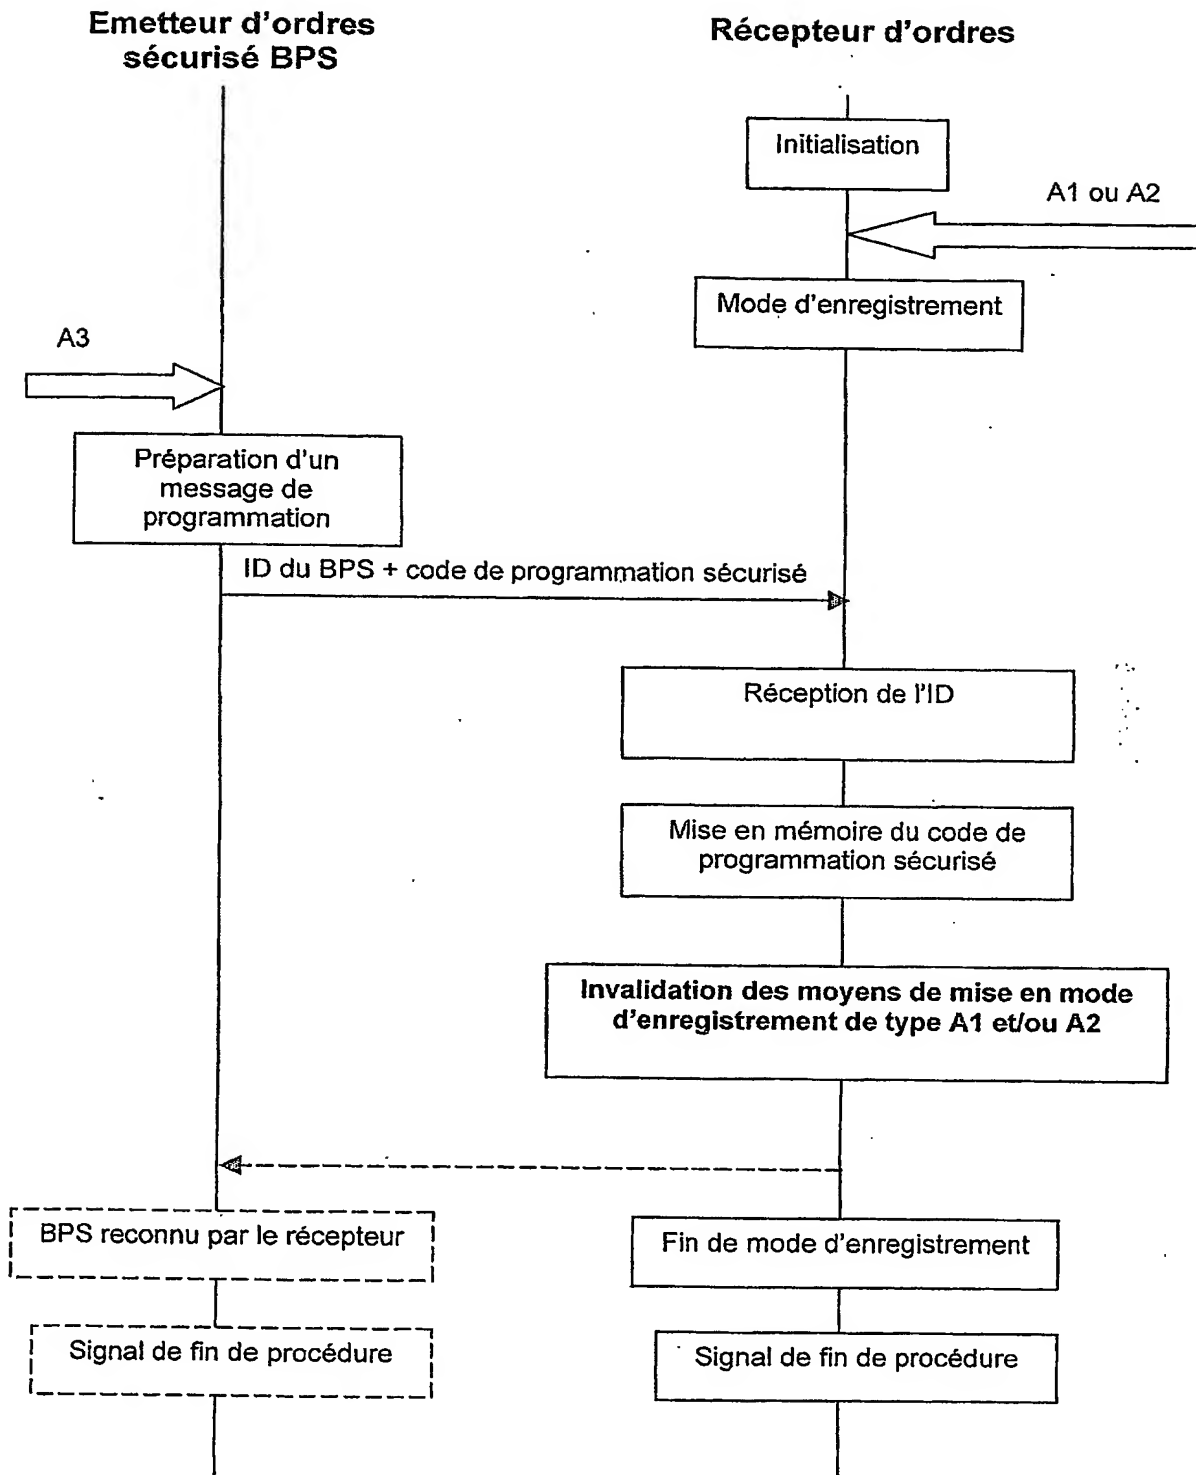 Emetteur d'ordres
sécurisé BPS
Récepteur d'ordres
Initialisation
A1 ou A2
Mode d'enregistrement
A3
Préparation d'un
message de
programmation
ID du BPS + code de programmation sécurisé
Réception de l'ID
Mise en mémoire du code de
programmation sécurisé
Invalidation des moyens de mise en mode
d'enregistrement de type A1 et/ou A2
BPS reconnu par le récepteur
Fin de mode d'enregistrement
Signal de fin de procédure
Signal de fin de procédure